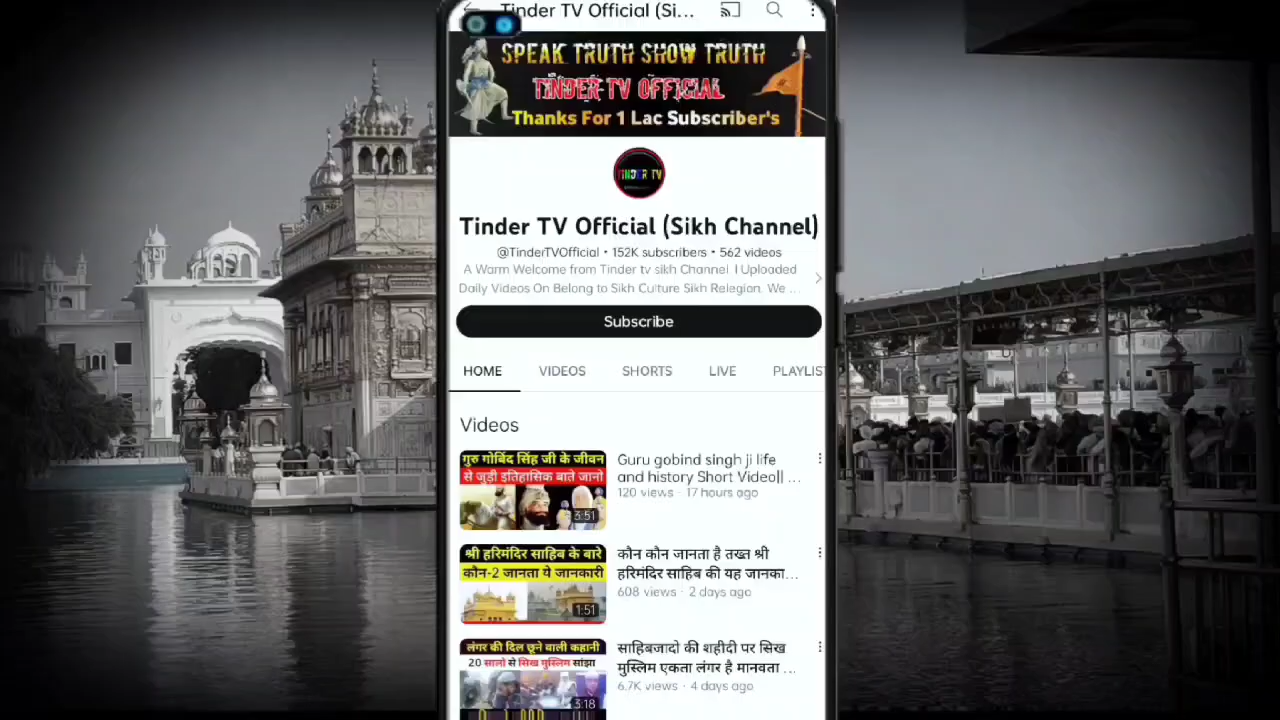 Tinder TV Official (Si...
SPEAK TRUTH SHOW TRUTH
TINDER TV OFFICIAL
Thanks For 1 Lac Subscriber's
TINDER TV
Tinder TV Official (Sikh Channel)
@TinderTVOfficial • 152K subscribers • 562 videos
A Warm Welcome from Tinder tv sikh Channel I Uploaded
Daily Videos On Belong to Sikh Culture Sikh Relegion. We ...
Subscribe
HOME VIDEOS SHORTS LIVE PLAYLIST
Videos
गुरु गोबिंद सिंह जी के जीवन
से जुड़ी इतिहासिक बाते जानो
3:51
Guru gobind singh ji life
and history Short Video|| ...
120 views · 17 hours ago
श्री हरिमंदिर साहिब के बारे
कौन-2 जानता ये जानकारी
1:51
कौन कौन जानता है तख्त श्री
हरिमंदिर साहिब की यह जानका...
608 views · 2 days ago
लंगर की दिल छूने वाली कहानी
20 सालो से सिख मुस्लिम सांझा
3:18
साहिबजादो की शहीदी पर सिख
मुस्लिम एकता लंगर है मानवता ...
6.7K views · 4 days ago